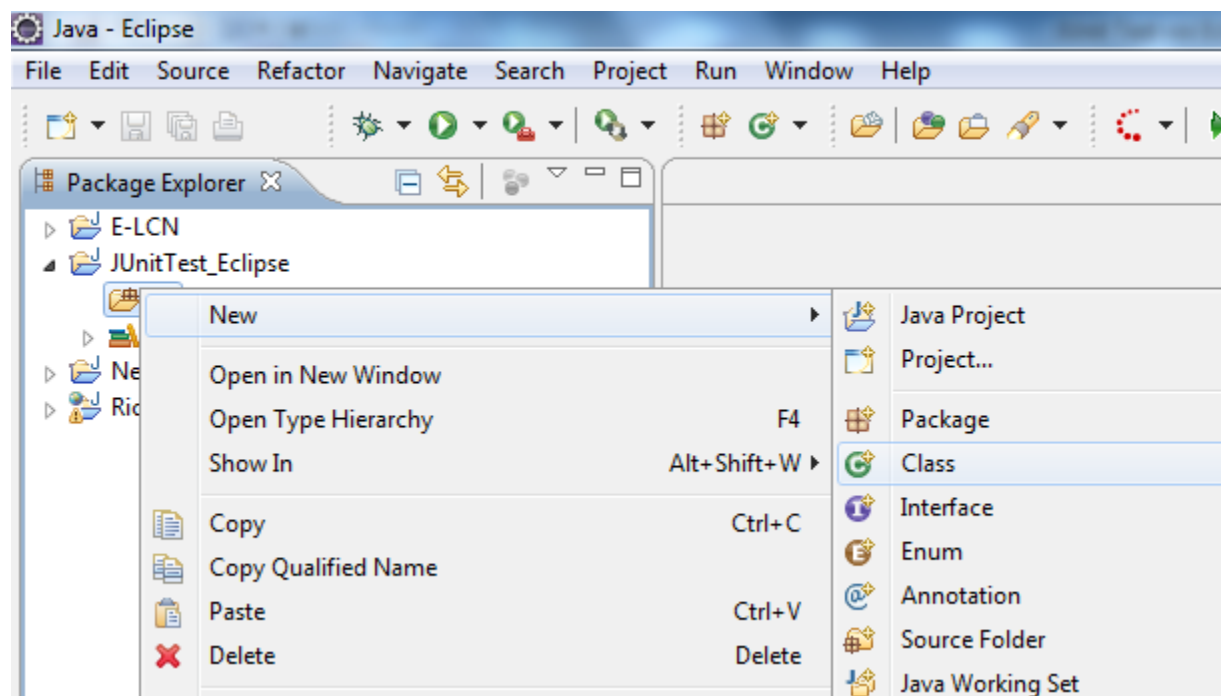 Java - Eclipse
File Edit Source Refactor Navigate Search Project Run Window Help
Package Explorer
E-LCN
JUnitTest_Eclipse
New
Ne
Open in New Window
Ric
Open Type Hierarchy F4
Show In Alt+Shift+W
Copy Ctrl+C
Copy Qualified Name
Paste Ctrl+V
Delete Delete
Java Project
Project...
Package
Class
Interface
Enum
Annotation
Source Folder
Java Working Set